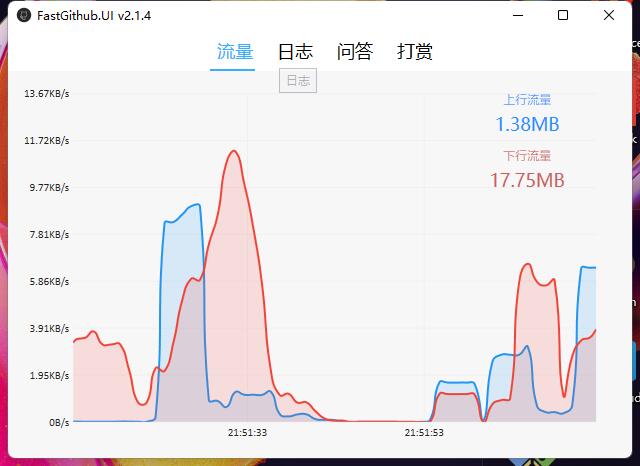 FastGithub.UI v2.1.4
流量 日志 问答 打赏
日志
13.67KB/s
11.72KB/s
9.77KB/s
7.81KB/s
5.86KB/s
3.91KB/s
1.95KB/s
0B/s
上行流量
1.38MB
下行流量
17.75MB
21:51:33 21:51:53